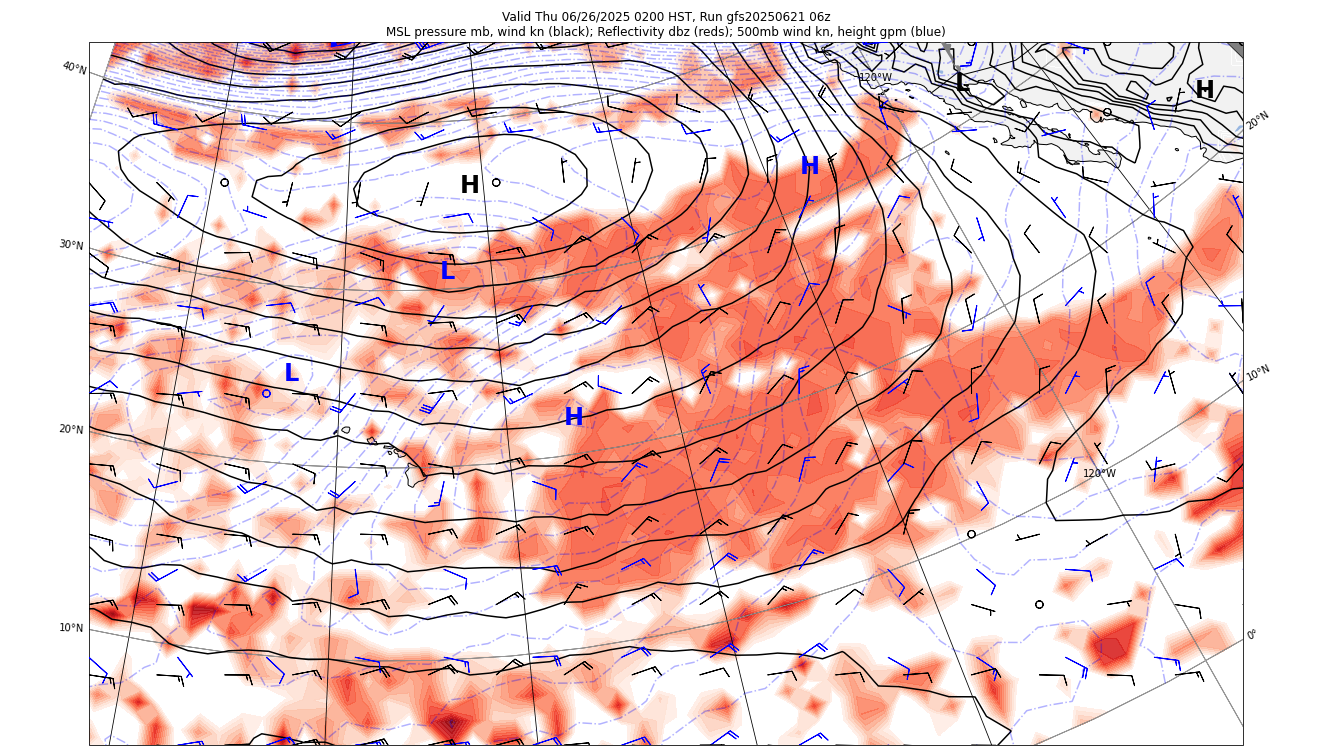 Valid Thu 06/26/2025 0200 HST, Run gfs20250621 06z
MSL pressure mb, wind kn (black); Reflectivity dbz (reds); 500mb wind kn, height gpm (blue)
40°N
120°W
L
H
20°N
H
H
30°N
L
L
10°N
H
20°N
120°W
10°N
0°